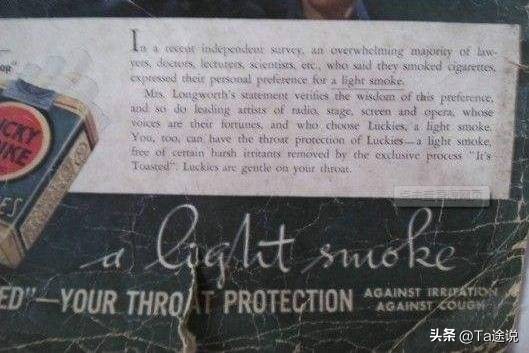 In a recent independent survey, an overwhelming majority of law-
yers, doctors, lecturers, scientists, etc., who said they smoked cigarettes,
expressed their personal preference for a light smoke.
Mrs. Longworth's statement verifies the wisdom of this preference,
and so do leading artists of radio, stage, screen and opera, whose
voices are their fortunes, and who choose Luckies, a light smoke.
You, too, can have the throat protection of Luckies—a light smoke,
free of certain harsh irritants removed by the exclusive process "It's
Toasted". Luckies are gentle on your throat.
UCKY
IKE
a light smoke
ED"—YOUR THROAT PROTECTION
AGAINST IRRITATION
AGAINST COUGH
头条 @Ta途说